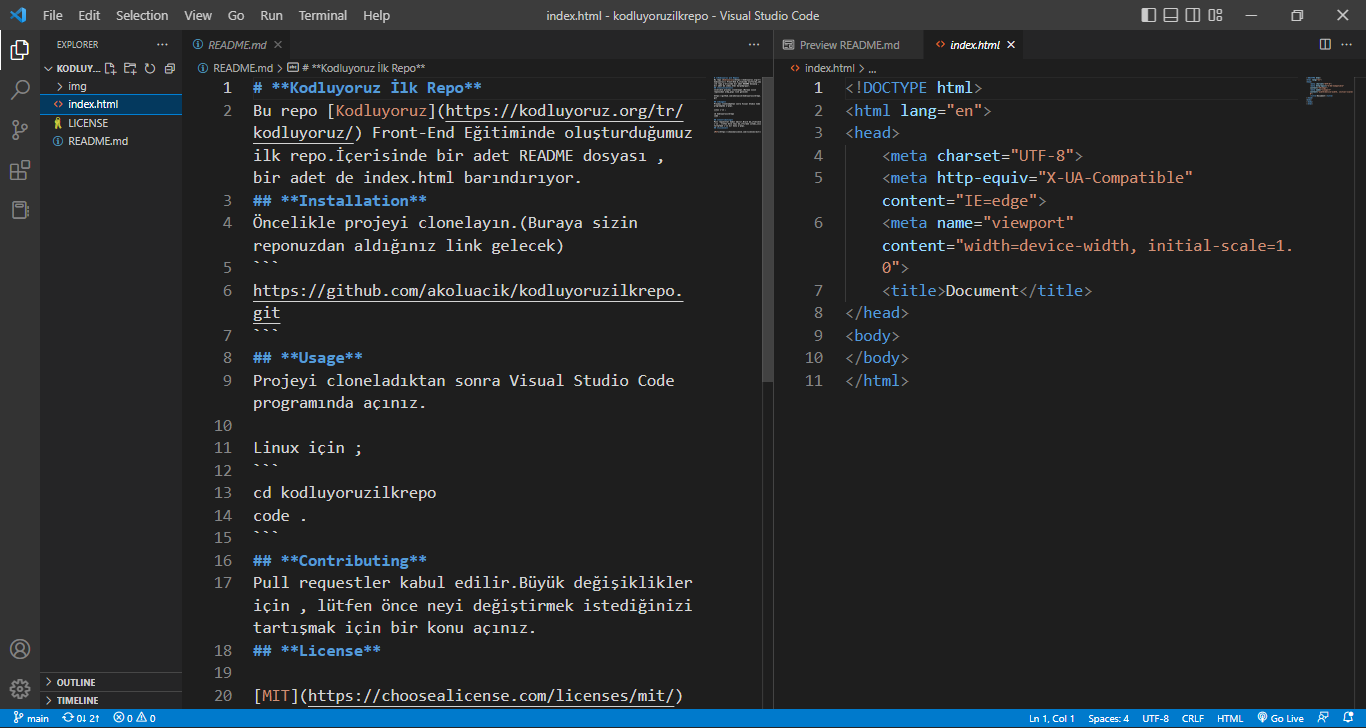 File Edit Selection View Go Run Terminal Help
index.html - kodluyoruzilkrepo - Visual Studio Code
EXPLORER
KODLUY...
img
index.html
LICENSE
README.md
OUTLINE
TIMELINE
README.md
README.md > # **Kodluyoruz İlk Repo**
1 # **Kodluyoruz İlk Repo**
2 Bu repo [Kodluyoruz](https://kodluyoruz.org/tr/
kodluyoruz/) Front-End Eğitiminde oluşturduğumuz
ilk repo.İçerisinde bir adet README dosyası ,
bir adet de index.html barındırıyor.
3 ## **Installation**
4 Öncelikle projeyi clonelayın.(Buraya sizin
reponuzdan aldığınız link gelecek)
5 ```
6 https://github.com/akoluacik/kodluyoruzilkrepo.
git
7 ```
8 ## **Usage**
9 Projeyi cloneladıktan sonra Visual Studio Code
programında açınız.
10
11 Linux için ;
12 ```
13 cd kodluyoruzilkrepo
14 code .
15 ```
16 ## **Contributing**
17 Pull requestler kabul edilir.Büyük değişiklikler
için , lütfen önce neyi değiştirmek istediğinizi
tartışmak için bir konu açınız.
18 ## **License**
19
20 [MIT](https://choosealicense.com/licenses/mit/)
Preview README.md
index.html
index.html > ...
1 <!DOCTYPE html>
2 <html lang="en">
3 <head>
4 <meta charset="UTF-8">
5 <meta http-equiv="X-UA-Compatible"
content="IE=edge">
6 <meta name="viewport"
content="width=device-width, initial-scale=1.
0">
7 <title>Document</title>
8 </head>
9 <body>
10 </body>
11 </html>
main 0↓ 2↑ 0 0
Ln 1, Col 1 Spaces: 4 UTF-8 CRLF HTML Go Live